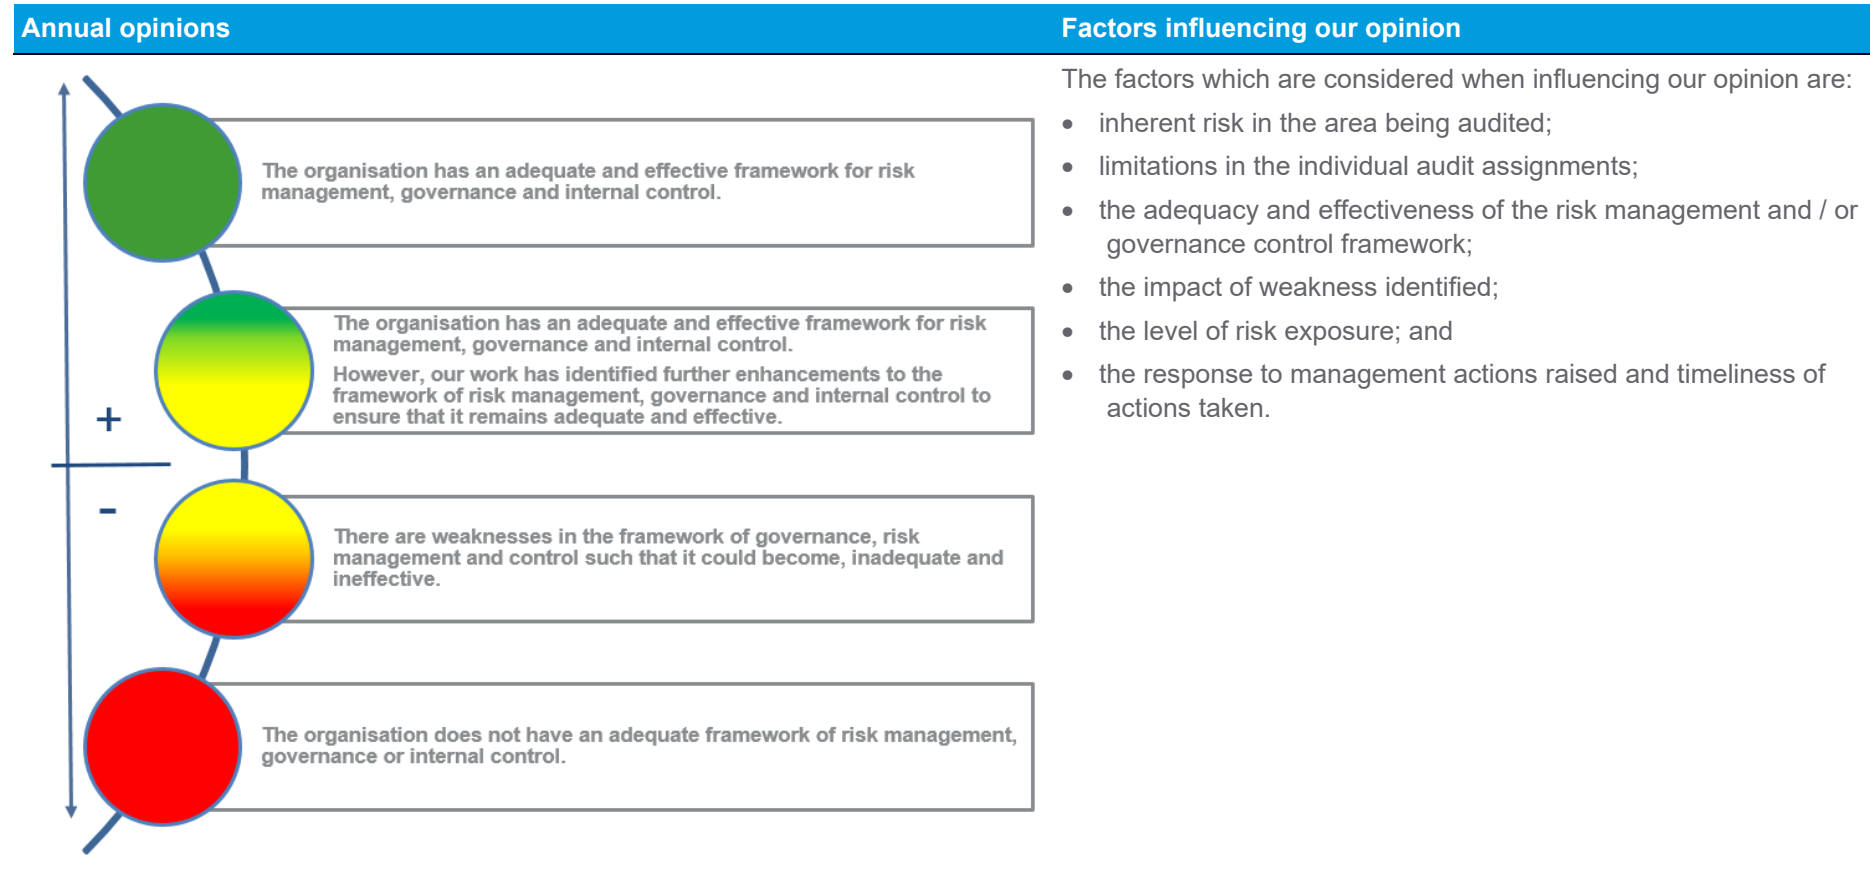 Annual opinions
Factors influencing our opinion
The organisation has an adequate and effective framework for risk
management, governance and internal control.
The organisation has an adequate and effective framework for risk
management, governance and internal control.
However, our work has identified further enhancements to the
framework of risk management, governance and internal control to
ensure that it remains adequate and effective.
+
-
There are weaknesses in the framework of governance, risk
management and control such that it could become, inadequate and
ineffective.
The organisation does not have an adequate framework of risk management,
governance or internal control.
The factors which are considered when influencing our opinion are:
• inherent risk in the area being audited;
• limitations in the individual audit assignments;
• the adequacy and effectiveness of the risk management and / or
governance control framework;
• the impact of weakness identified;
• the level of risk exposure; and
• the response to management actions raised and timeliness of
actions taken.